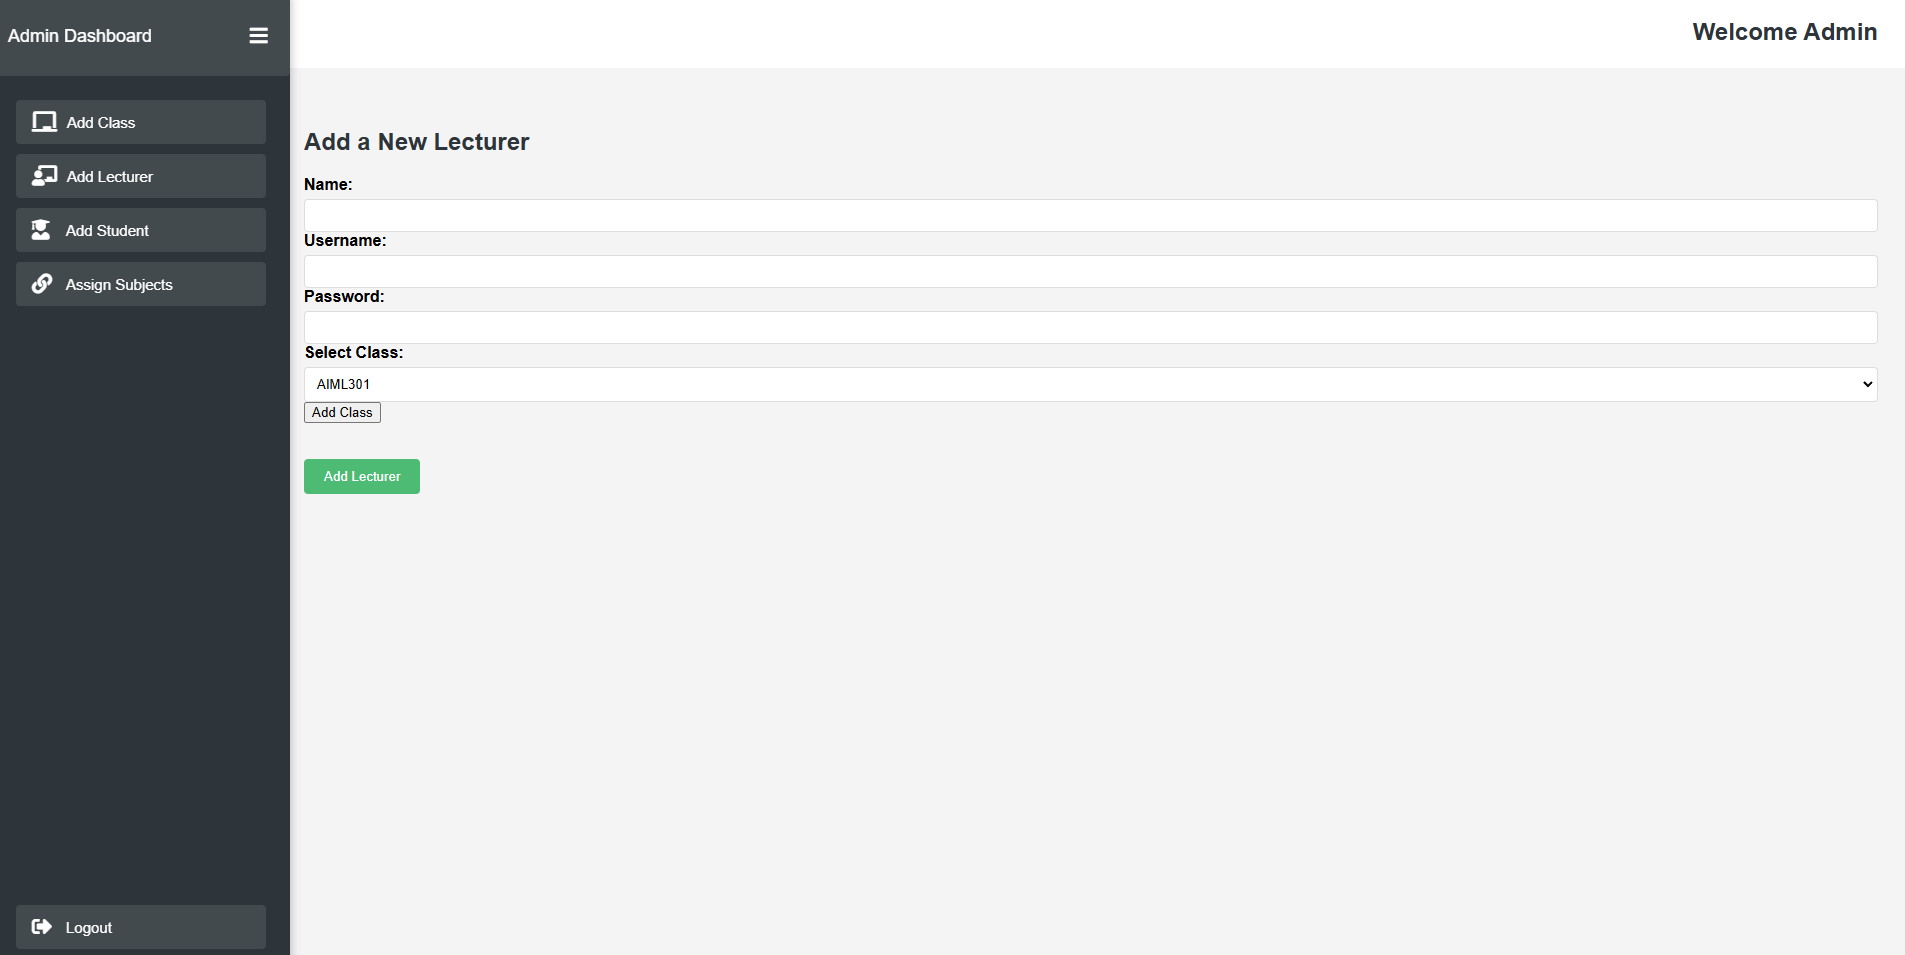 Admin Dashboard
Welcome Admin
Add Class
Add Lecturer
Add Student
Assign Subjects
Logout
Add a New Lecturer
Name:
Username:
Password:
Select Class:
AIML301
Add Class
Add Lecturer